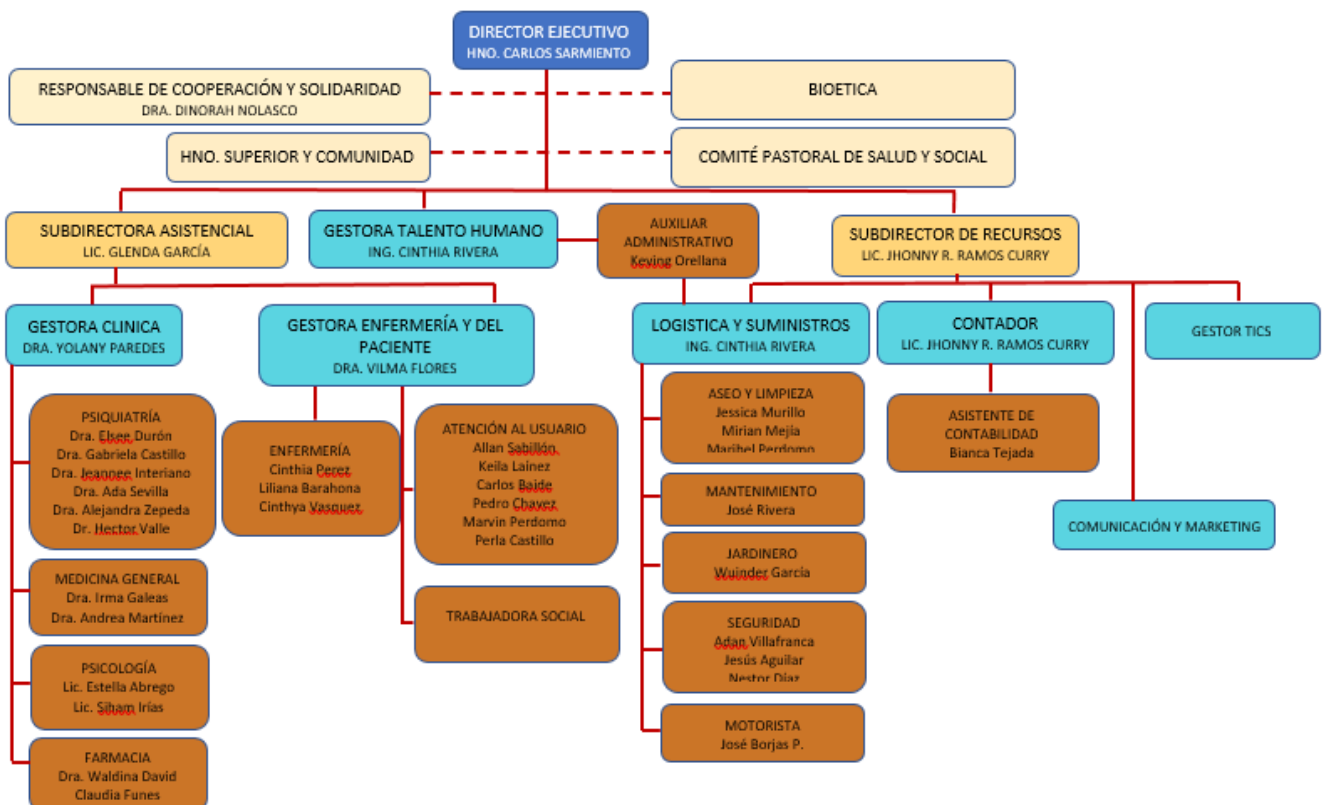 DIRECTOR EJECUTIVO
HNO. CARLOS SARMIENTO
RESPONSABLE DE COOPERACIÓN Y SOLIDARIDAD
DRA. DINORAH NOLASCO
BIOETICA
HNO. SUPERIOR Y COMUNIDAD
COMITÉ PASTORAL DE SALUD Y SOCIAL
SUBDIRECTORA ASISTENCIAL
LIC. GLENDA GARCÍA
GESTORA TALENTO HUMANO
ING. CINTHIA RIVERA
AUXILIAR
ADMINISTRATIVO
Keving Orellana
SUBDIRECTOR DE RECURSOS
LIC. JHONNY R. RAMOS CURRY
GESTORA CLINICA
DRA. YOLANY PAREDES
GESTORA ENFERMERÍA Y DEL
PACIENTE
DRA. VILMA FLORES
LOGISTICA Y SUMINISTROS
ING. CINTHIA RIVERA
CONTADOR
LIC. JHONNY R. RAMOS CURRY
GESTOR TICS
PSIQUIATRÍA
Dra. Elsee Durón
Dra. Gabriela Castillo
Dra. Jeannee Interiano
Dra. Ada Sevilla
Dra. Alejandra Zepeda
Dr. Hector Valle
ENFERMERÍA
Cinthia Perez
Liliana Barahona
Cinthya Vasquez
ATENCIÓN AL USUARIO
Allan Sabillón
Keila Laínez
Carlos Baide
Pedro Chavez
Marvin Perdomo
Perla Castillo
ASEO Y LIMPIEZA
Jessica Murillo
Mirian Mejía
Maribel Perdomo
ASISTENTE DE
CONTABILIDAD
Bianca Tejada
MANTENIMIENTO
José Rivera
COMUNICACIÓN Y MARKETING
JARDINERO
Wuinder García
MEDICINA GENERAL
Dra. Irma Galeas
Dra. Andrea Martínez
TRABAJADORA SOCIAL
SEGURIDAD
Adan Villafranca
Jesús Aguilar
Nestor Díaz
PSICOLOGÍA
Lic. Estella Abrego
Lic. Siham Irías
MOTORISTA
José Borjas P.
FARMACIA
Dra. Waldina David
Claudia Funes